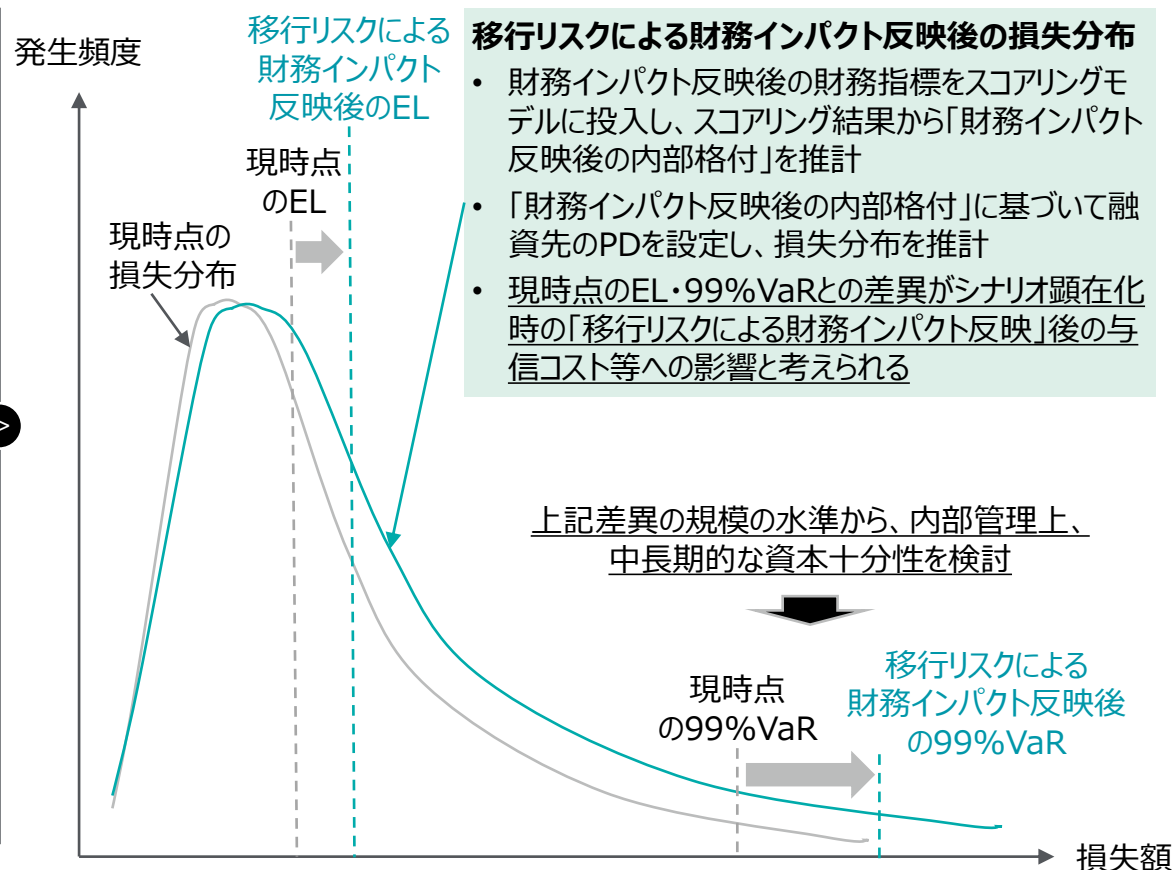 発生頻度
移行リスクによる
財務インパクト
反映後のEL
現時点
のEL
現時点の
損失分布
移行リスクによる財務インパクト反映後の損失分布
• 財務インパクト反映後の財務指標をスコアリングモ
デルに投入し、スコアリング結果から「財務インパクト
反映後の内部格付」を推計
• 「財務インパクト反映後の内部格付」に基づいて融
資先のPDを設定し、損失分布を推計
• 現時点のEL・99%VaRとの差異がシナリオ顕在化
時の「移行リスクによる財務インパクト反映」後の与
信コスト等への影響と考えられる
>
上記差異の規模の水準から、内部管理上、
中長期的な資本十分性を検討
現時点
の99%VaR
移行リスクによる
財務インパクト反映後
の99%VaR
損失額